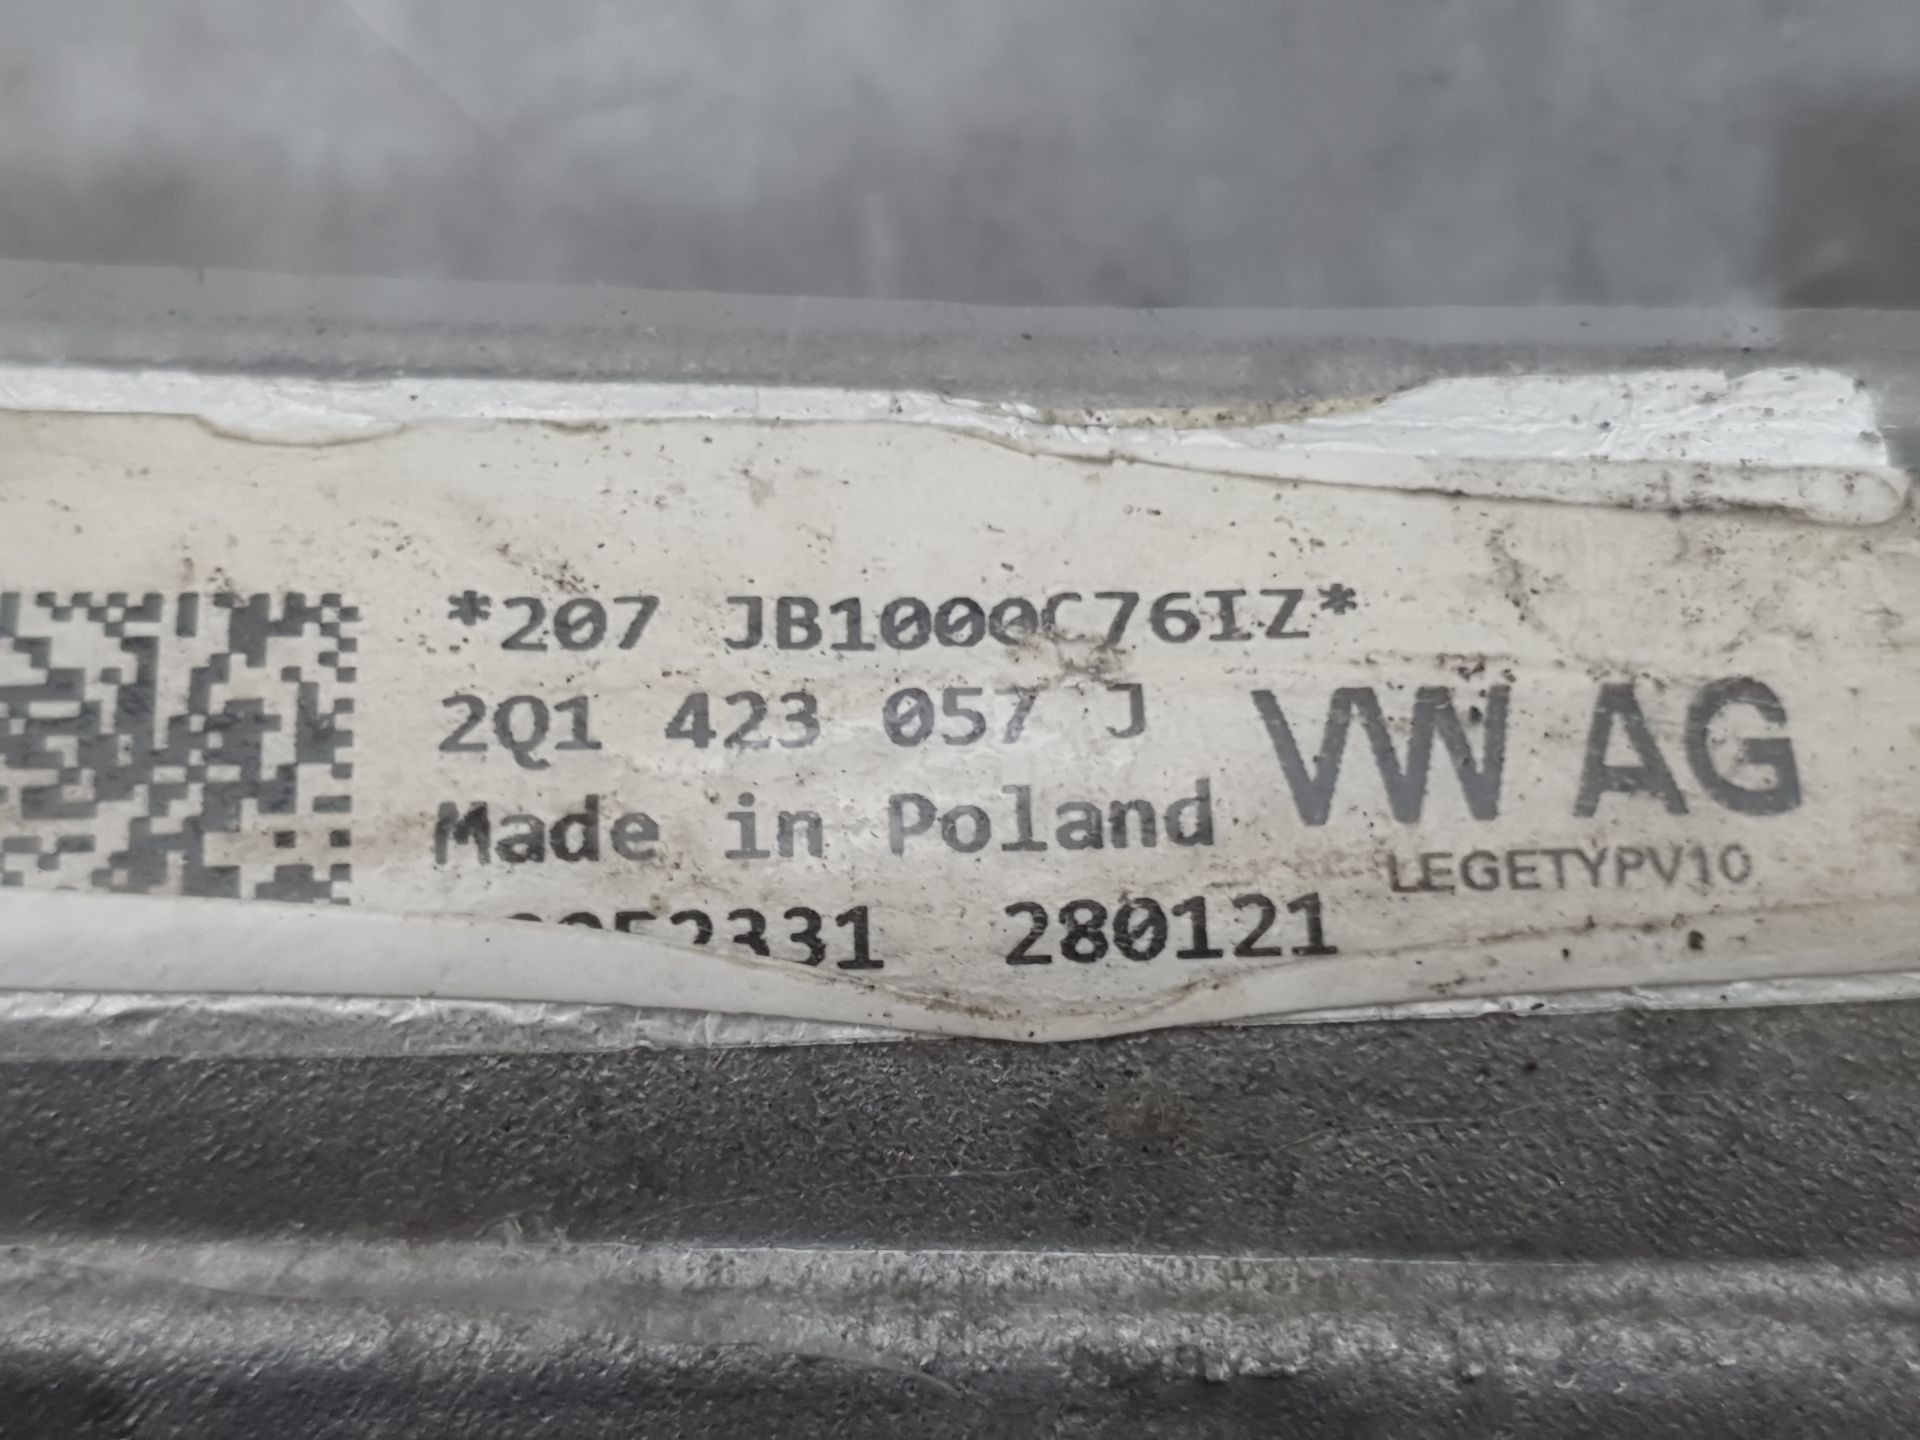 *207 JB1000C76IZ*
2Q1 423 057 J
VW AG
Made in Poland
LEGETYPV10
280121